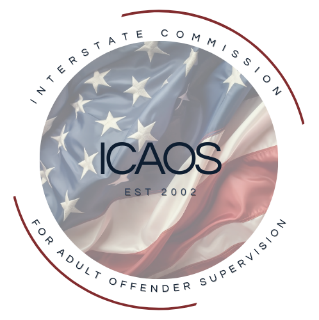 INTERSTATE COMMISSION
ICAOS
EST 2002
FOR ADULT OFFENDER SUPERVISION